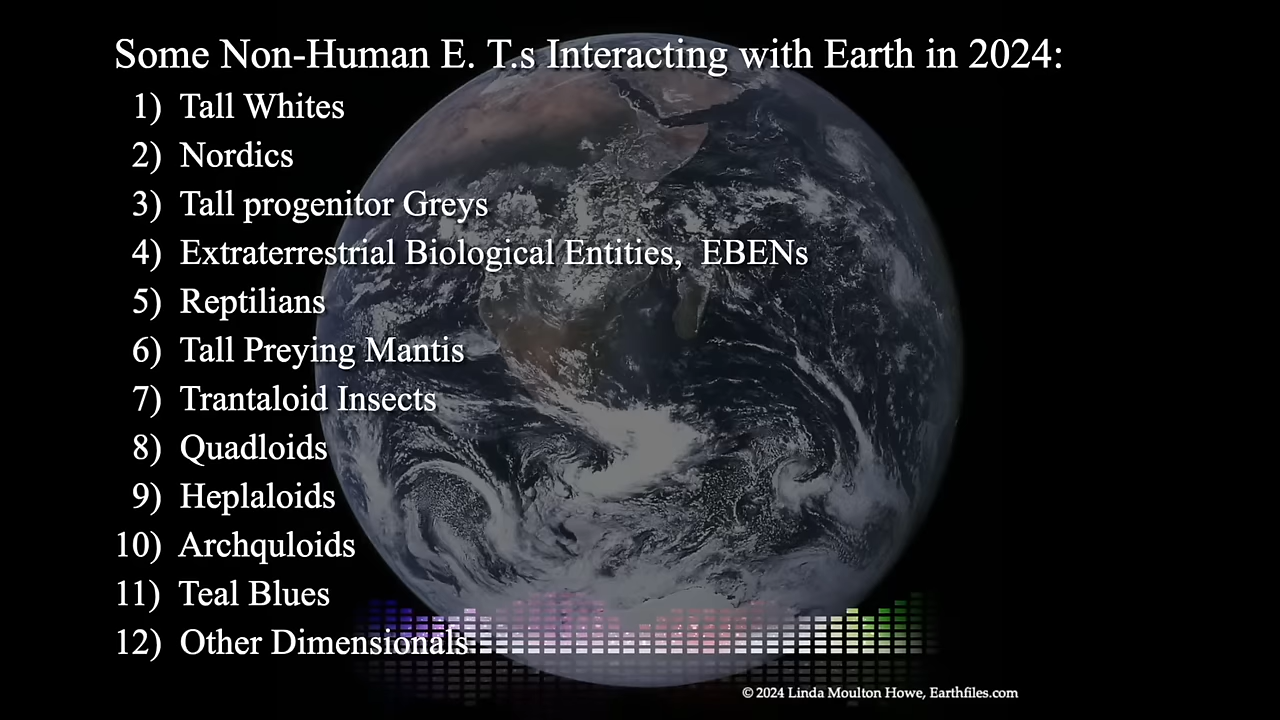 Some Non-Human E. T.s Interacting with Earth in 2024:
1) Tall Whites
2) Nordics
3) Tall progenitor Greys
4) Extraterrestrial Biological Entities, EBENs
5) Reptilians
6) Tall Preying Mantis
7) Trantaloid Insects
8) Quadloids
9) Heplaloids
10) Archquloids
11) Teal Blues
12) Other Dimensionals
© 2024 Linda Moulton Howe, Earthfiles.com